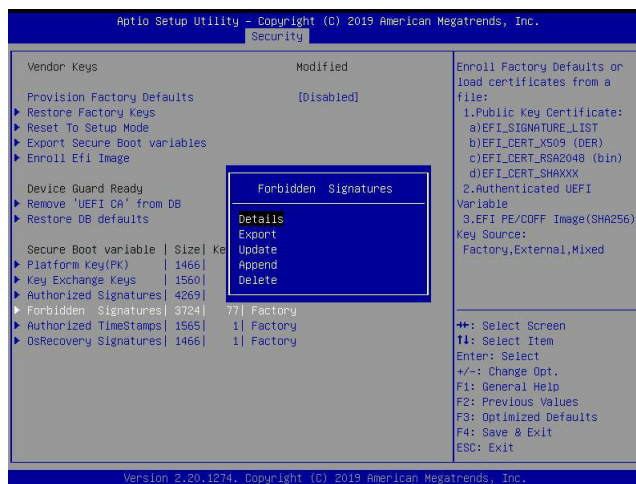 Aptio Setup Utility – Copyright (C) 2019 American Megatrends, Inc.
Security
Vendor Keys Modified
Provision Factory Defaults [Disabled]
Restore Factory Keys
Reset To Setup Mode
Export Secure Boot variables
Enroll Efi Image
Device Guard Ready
Remove 'UEFI CA' from DB
Restore DB defaults
Secure Boot variable | Size| Ke
Platform Key(PK) | 1466|
Key Exchange Keys | 1560|
Authorized Signatures| 4269|
Forbidden Signatures| 3724| 77| Factory
Authorized TimeStamps| 1565| 1| Factory
OsRecovery Signatures| 1466| 1| Factory
Forbidden Signatures
Details
Export
Update
Append
Delete
Enroll Factory Defaults or
load certificates from a
file:
1.Public Key Certificate:
a)EFI_SIGNATURE_LIST
b)EFI_CERT_X509 (DER)
c)EFI_CERT_RSA2048 (bin)
d)EFI_CERT_SHAXXX
2.Authenticated UEFI
Variable
3.EFI PE/COFF Image(SHA256)
Key Source:
Factory,External,Mixed
→←: Select Screen
↑↓: Select Item
Enter: Select
+/-: Change Opt.
F1: General Help
F2: Previous Values
F3: Optimized Defaults
F4: Save & Exit
ESC: Exit
Version 2.20.1274. Copyright (C) 2019 American Megatrends, Inc.